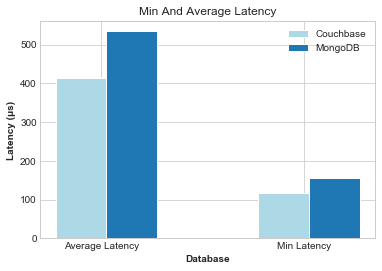 Min And Average Latency
Couchbase
MongoDB
Latency (μs)
500
400
300
200
100
0
Average Latency
Min Latency
Database